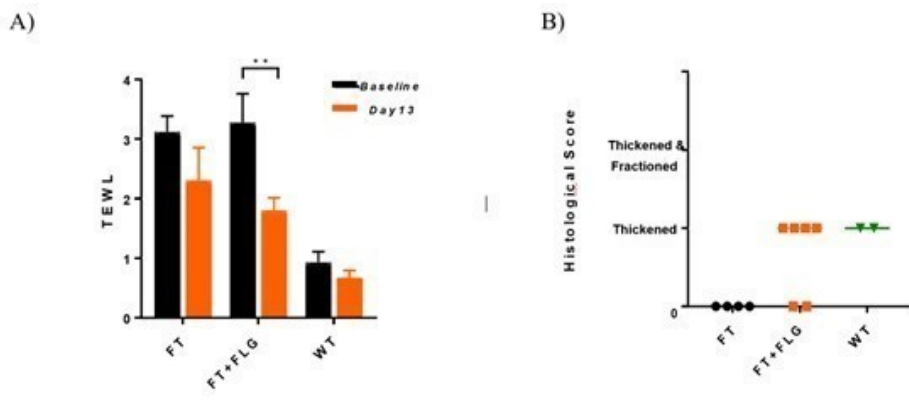 A)
B)
* *
Baseline
Day13
4
3
2
1
0
TEWL
FT
FT+FLG
WT
Histological Score
Thickened &
Fractioned
Thickened
0
FT
FT+FLG
WT